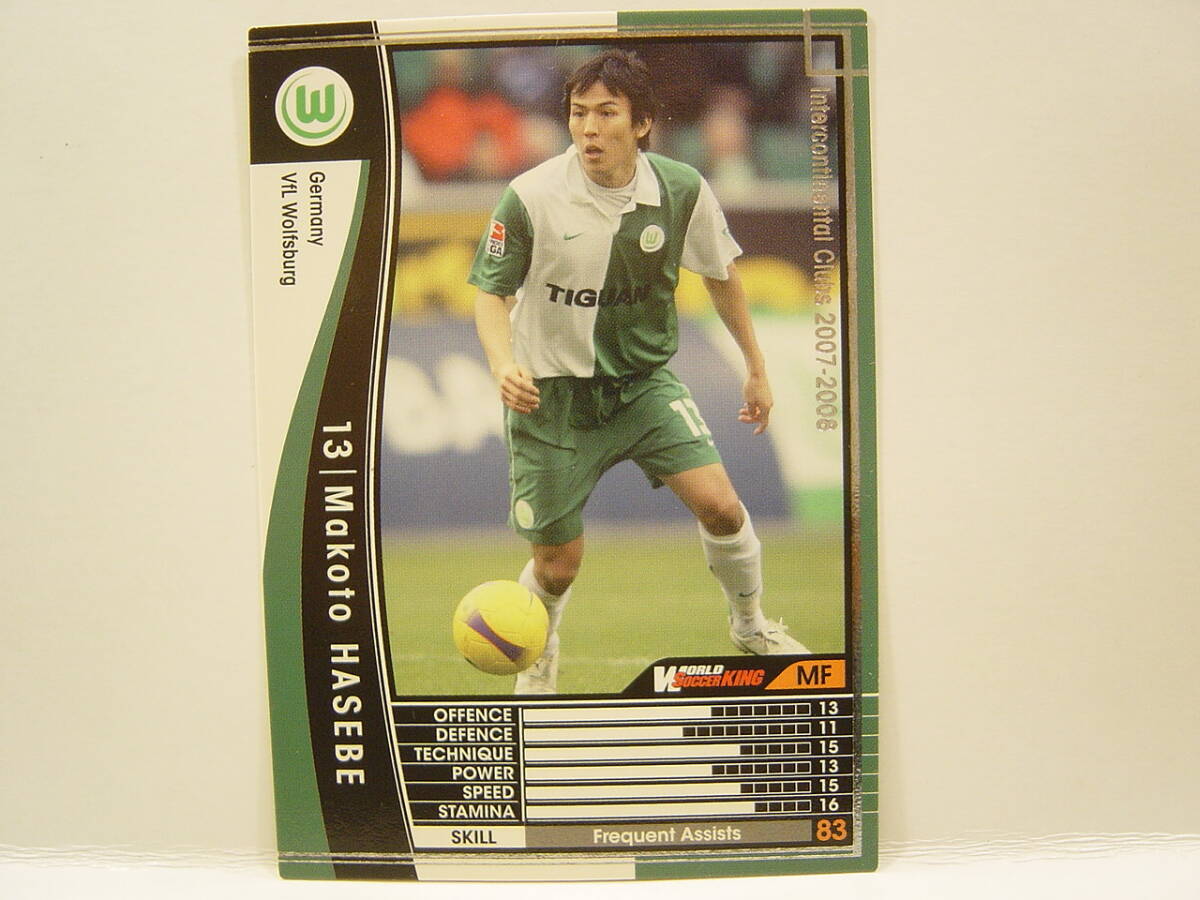 Germany
VfL Wolfsburg
13 | Makoto HASEBE
Intercontinental Clubs 2007-2008
TIGUAN
13
WORLD SOCCER KING
MF
OFFENCE 13
DEFENCE 11
TECHNIQUE 15
POWER 13
SPEED 15
STAMINA 16
SKILL Frequent Assists 83